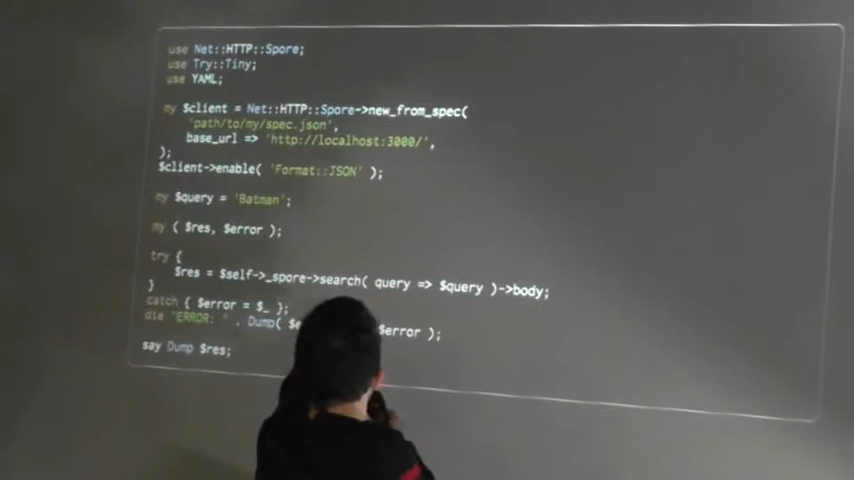 use Net::HTTP::Spore;
use Try::Tiny;
use YAML;
my $client = Net::HTTP::Spore->new_from_spec(
'path/to/my/spec.json',
base_url => 'http://localhost:3000/',
);
$client->enable( 'Format::JSON' );
my $query = 'Batman';
my ( $res, $error );
try {
$res = $self->_spore->search( query => $query )->body;
}
catch { $error = $_ };
die "ERROR: " . Dump( $error );
say Dump $res;